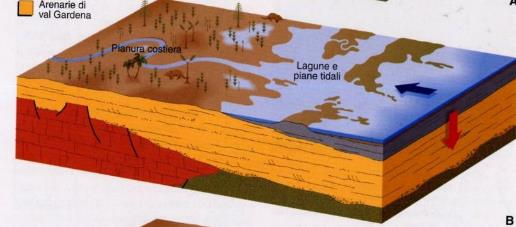 Arenarie di
val Gardena
A
Pianura costiera
Lagune e
piane tidali
B